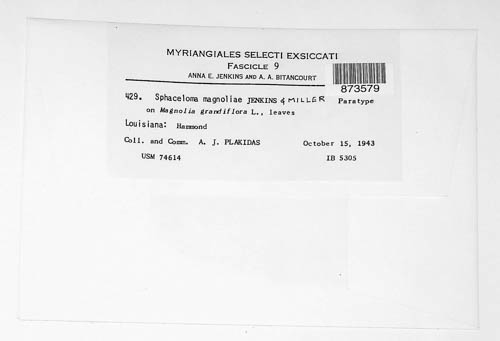 MYRIANGIALES SELECTI EXSICCATI
FASCICLE 9
ANNA E. JENKINS AND A. A. BITANCOURT
873579
429. Sphaceloma magnoliae JENKINS & MILLER Paratype
on Magnolia grandiflora L., leaves
Louisiana: Hammond
Coll. and Comm. A. J. PLAKIDAS October 15, 1943
USM 74614 IB 5305